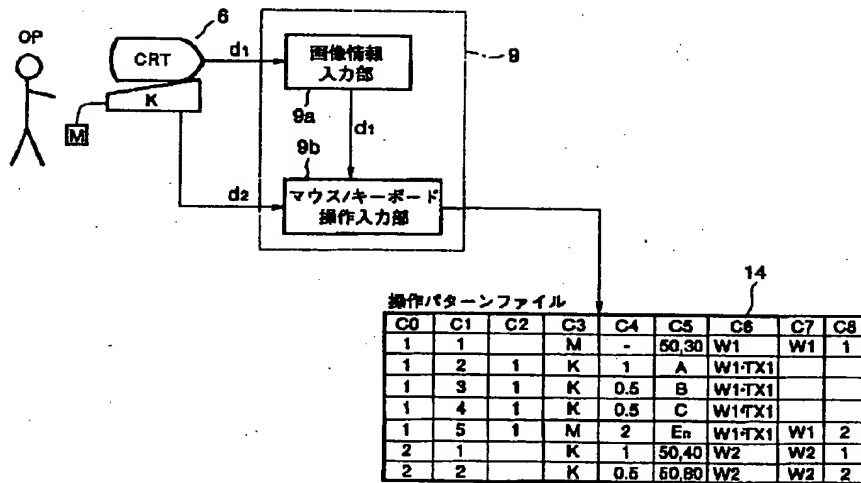 6
OP
CRT
K
M
d1
d2
9
画像情報
入力部
9a
d1
9b
マウス/キーボード
操作入力部
14
操作パターンファイル
C0 C1 C2 C3 C4 C5 C6 C7 C8
1 1 M - 50,30 W1 W1 1
1 2 1 K 1 A W1·TX1
1 3 1 K 0.5 B W1·TX1
1 4 1 K 0.5 C W1·TX1
1 5 1 M 2 En W1·TX1 W1 2
2 1 K 1 50,40 W2 W2 1
2 2 K 0.5 50,80 W2 W2 2